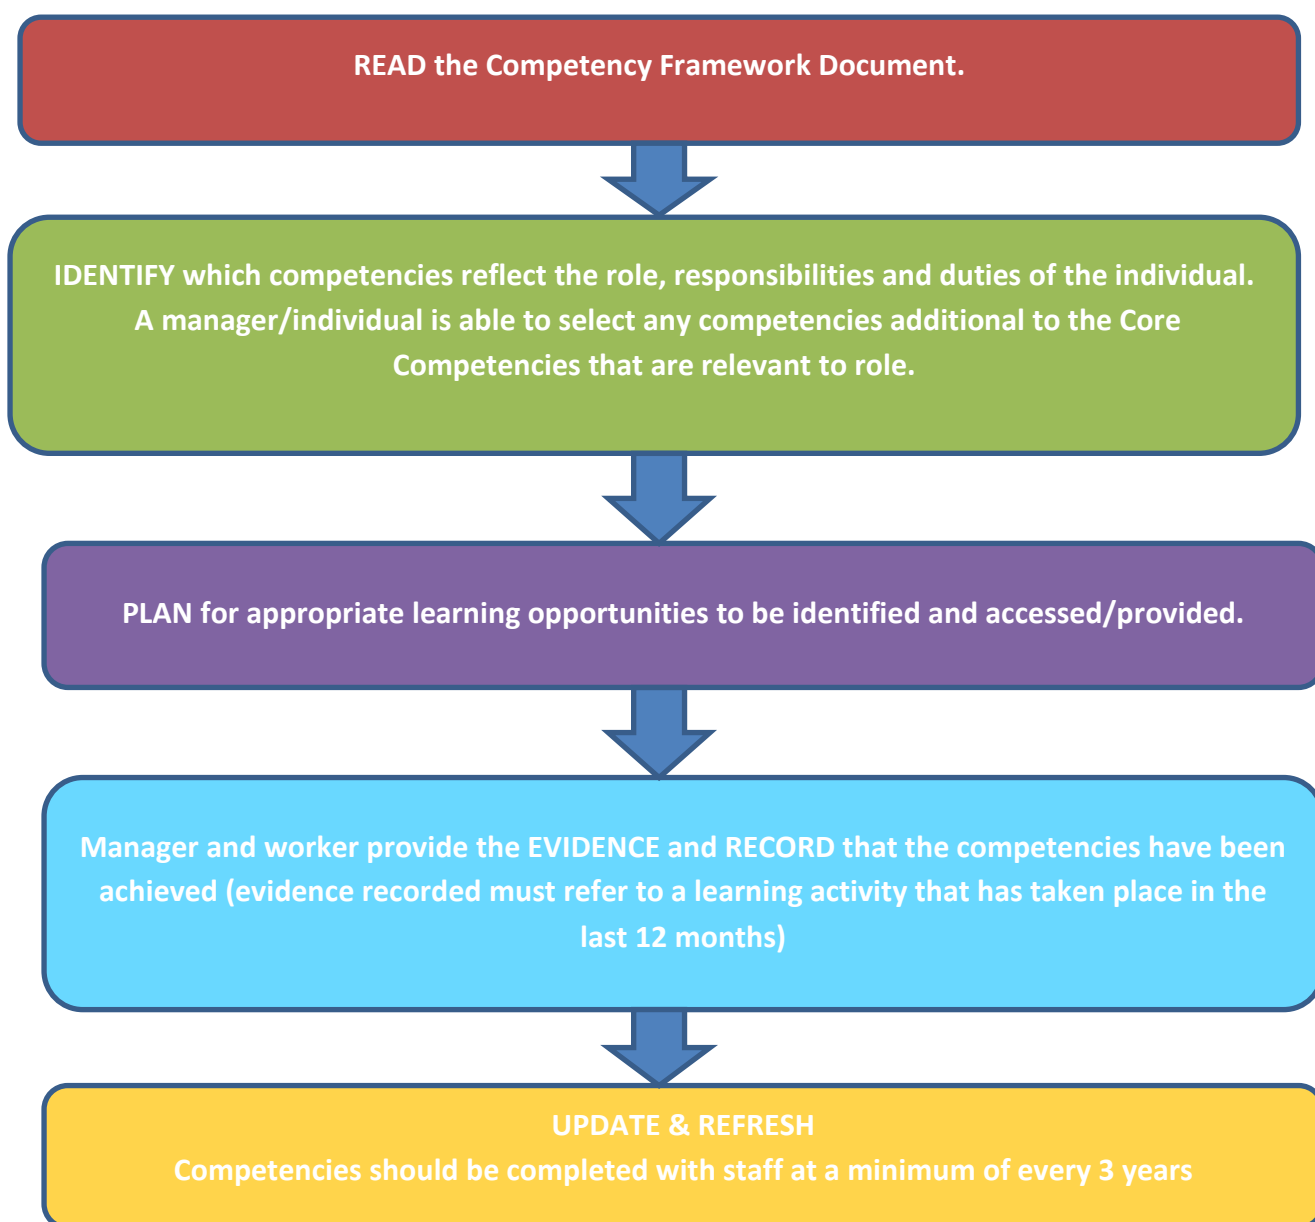 READ the Competency Framework Document.
IDENTIFY which competencies reflect the role, responsibilities and duties of the individual.
A manager/individual is able to select any competencies additional to the Core
Competencies that are relevant to role.
PLAN for appropriate learning opportunities to be identified and accessed/provided.
Manager and worker provide the EVIDENCE and RECORD that the competencies have been
achieved (evidence recorded must refer to a learning activity that has taken place in the
last 12 months)
UPDATE & REFRESH
Competencies should be completed with staff at a minimum of every 3 years